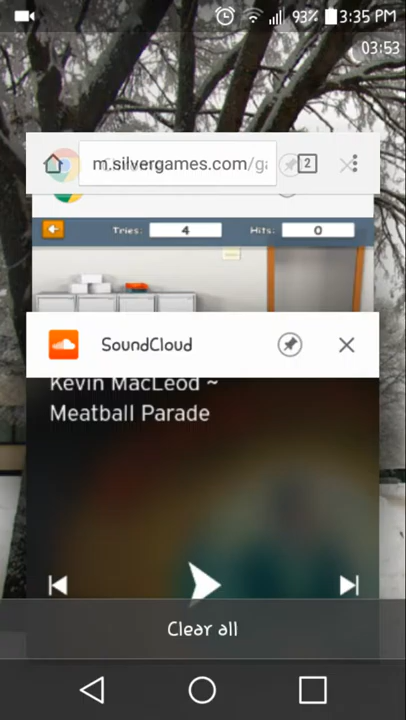 93% 3:35 PM
03:53
m.silvergames.com/ga
2
Tries: 4 Hits: 0
SoundCloud
Kevin MacLeod ~
Meatball Parade
Clear all